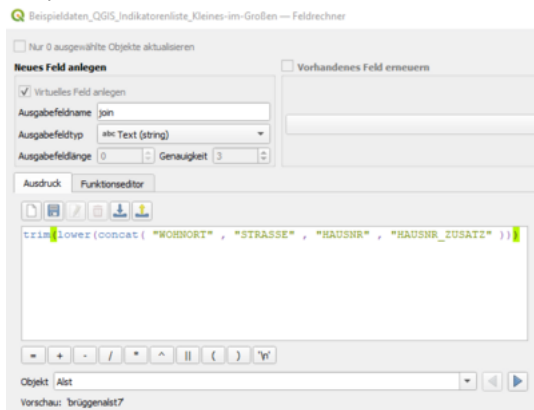 Beispieldaten_QGIS_Indikatorenliste_Kleines-im-Großen — Feldrechner
Nur 0 ausgewählte Objekte aktualisieren
Neues Feld anlegen
Vorhandenes Feld erneuern
Virtuelles Feld anlegen
Ausgabefeldname join
Ausgabefeldtyp abc Text (string)
Ausgabefeldlänge 0 Genauigkeit 3
Ausdruck Funktionseditor
trim(lower(concat( "WOHNORT" , "STRASSE" , "HAUSNR" , "HAUSNR_ZUSATZ" )))
= + - / * ^ || ( ) '\n'
Objekt Alst
Vorschau: 'brüggenalst7'